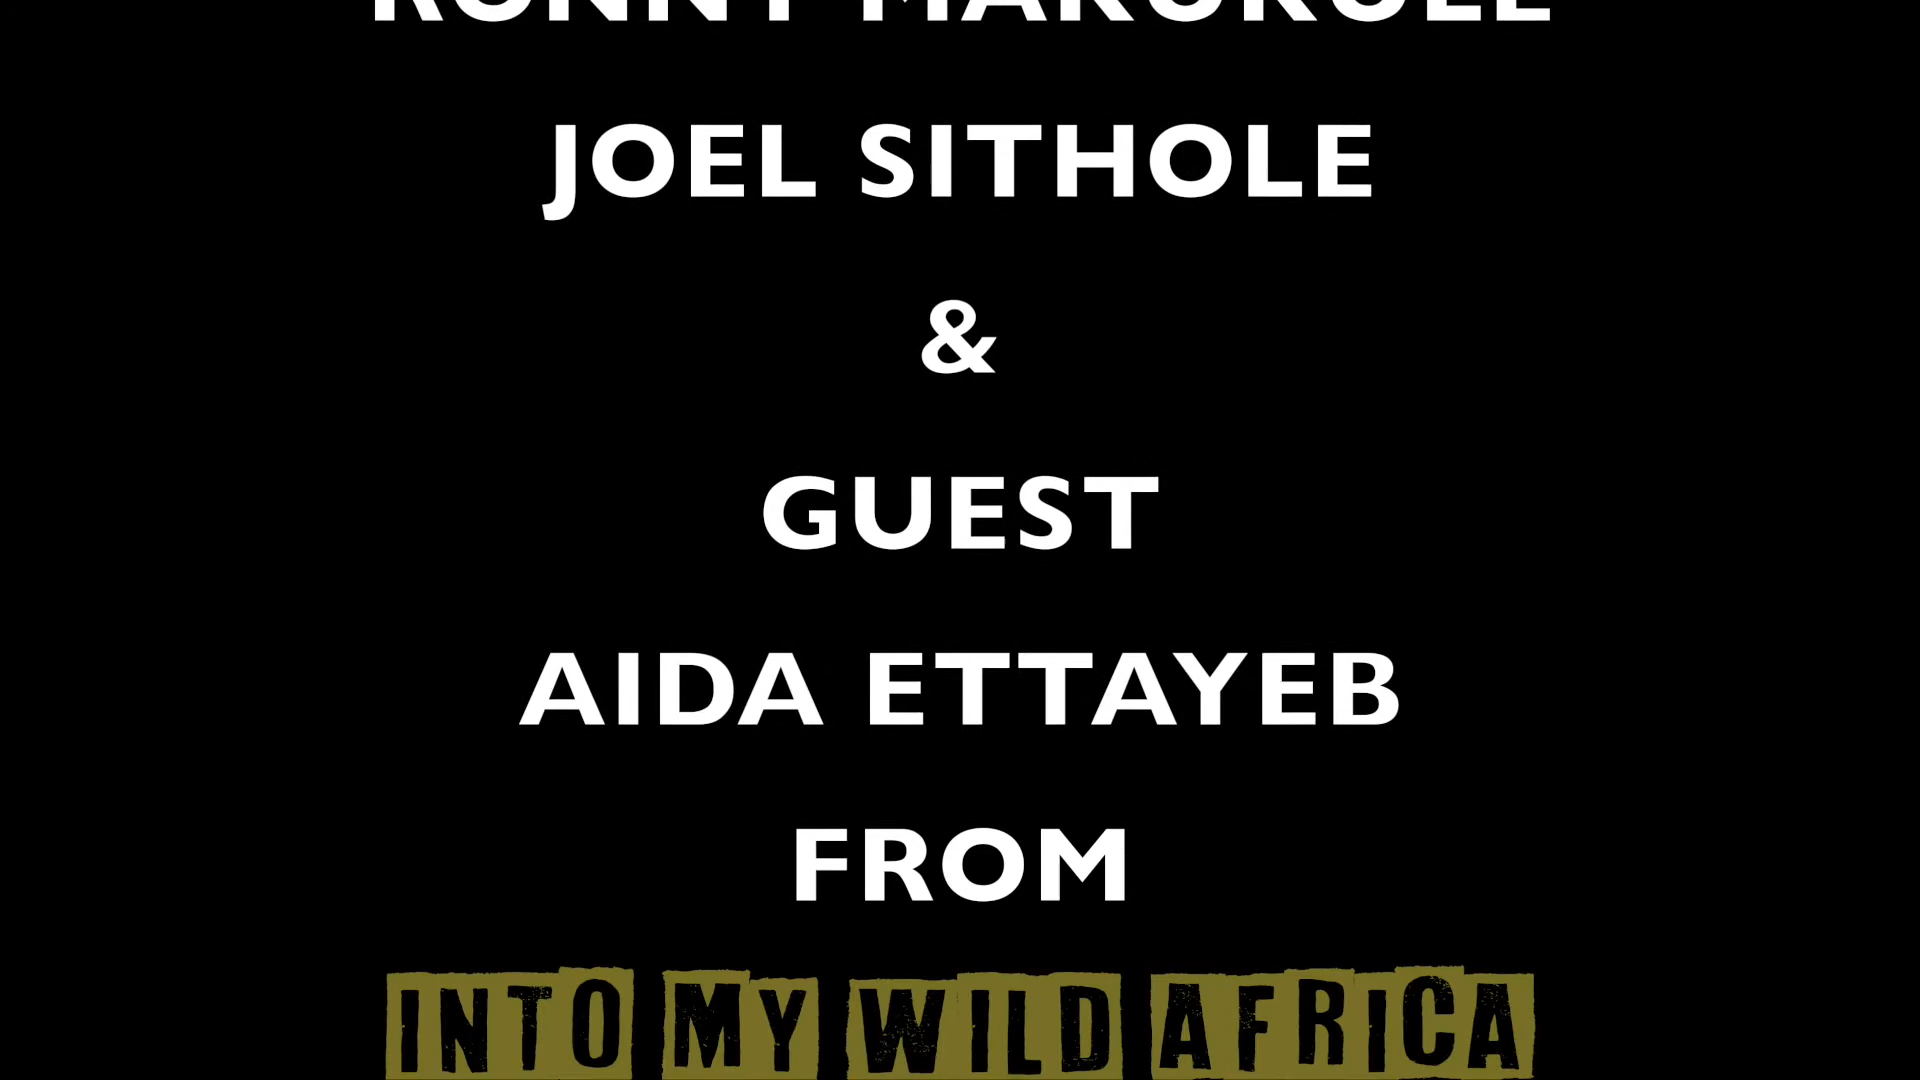 JOEL SITHOLE
&
GUEST
AIDA ETTAYEB
FROM
INTO MY WILD AFRICA